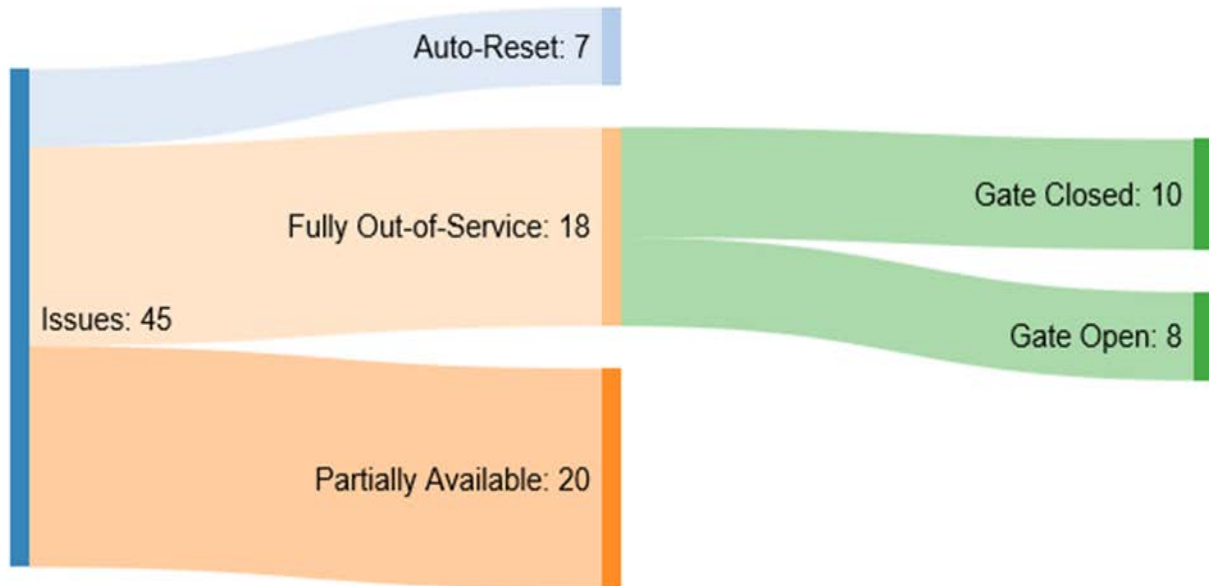 Auto-Reset: 7
Gate Closed: 10
Fully Out-of-Service: 18
Issues: 45
Gate Open: 8
Partially Available: 20